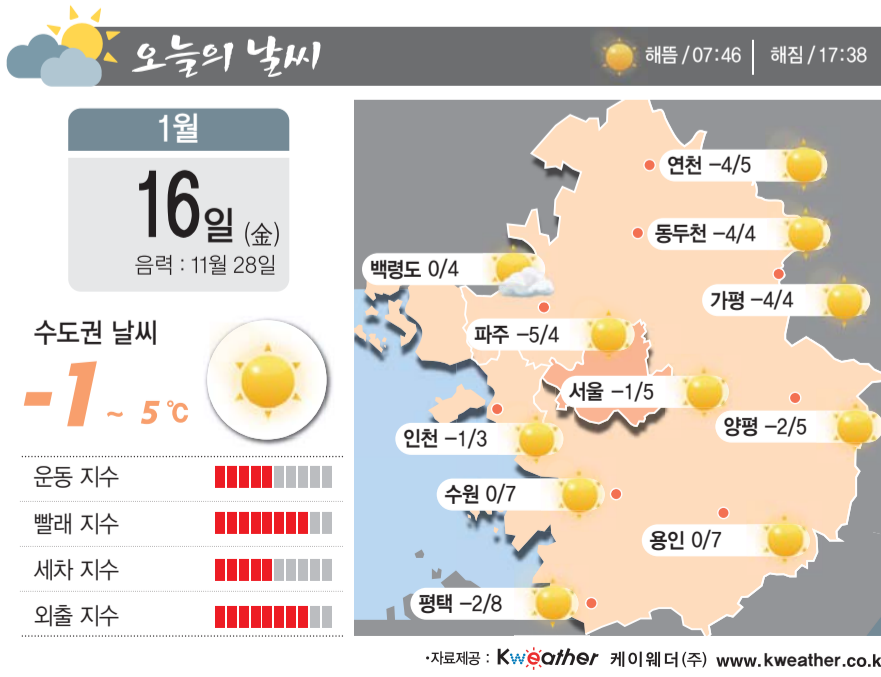 오늘의 날씨
해뜸 / 07:46 | 해짐 / 17:38
1월
16일 (金)
음력 : 11월 28일
수도권 날씨
-1 ~ 5 ℃
운동 지수
빨래 지수
세차 지수
외출 지수
연천 -4/5
동두천 -4/4
백령도 0/4
가평 -4/4
파주 -5/4
서울 -1/5
양평 -2/5
인천 -1/3
수원 0/7
용인 0/7
평택 -2/8
•자료제공 : Kweather 케이웨더(주) www.kweather.co.k